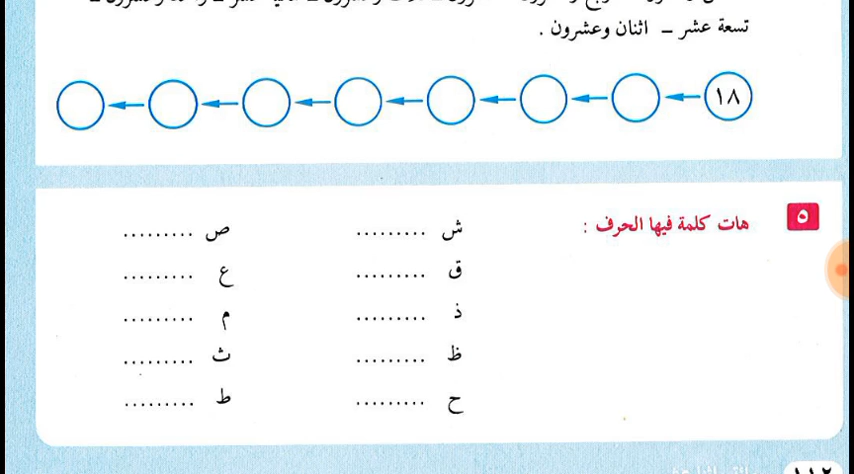 تسعة عشر – اثنان وعشرون .
١٨
٥ هات كلمة فيها الحرف :
ش ......... ص .........
ق ......... ع .........
ذ ......... م .........
ظ ......... ث .........
ح ......... ط .........